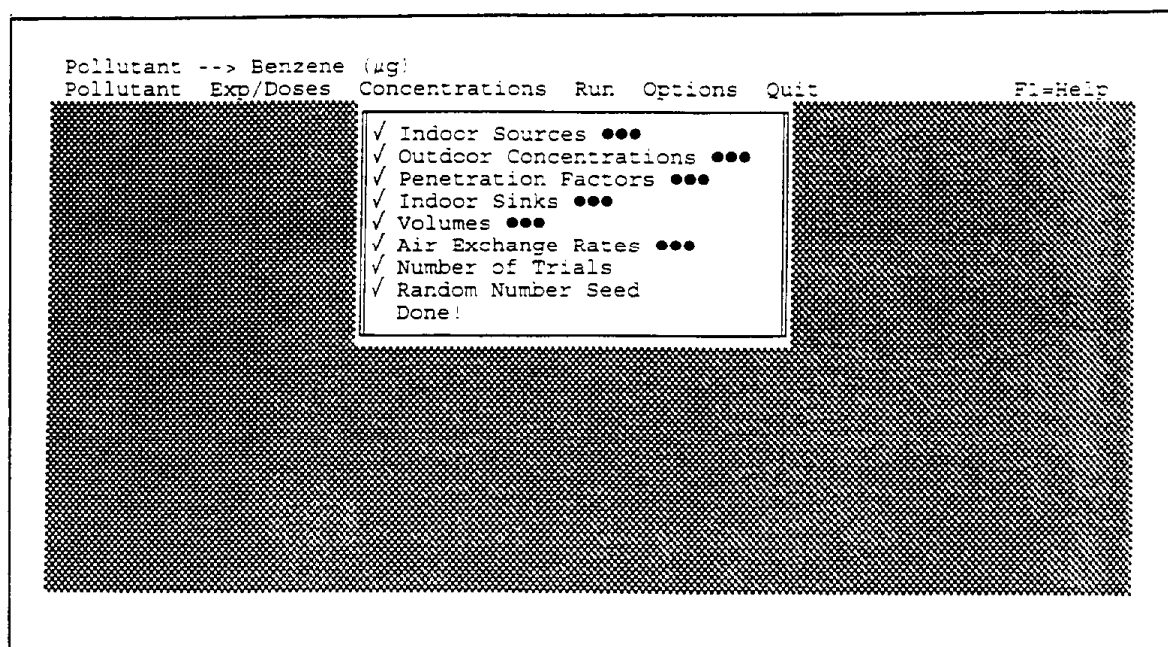 Pollutant --> Benzene (µg)
Pollutant Exp/Doses Concentrations Run Options Quit F1=Help
√ Indoor Sources ●●●
√ Outdoor Concentrations ●●●
√ Penetration Factors ●●●
√ Indoor Sinks ●●●
√ Volumes ●●●
√ Air Exchange Rates ●●●
√ Number of Trials
√ Random Number Seed
Done!